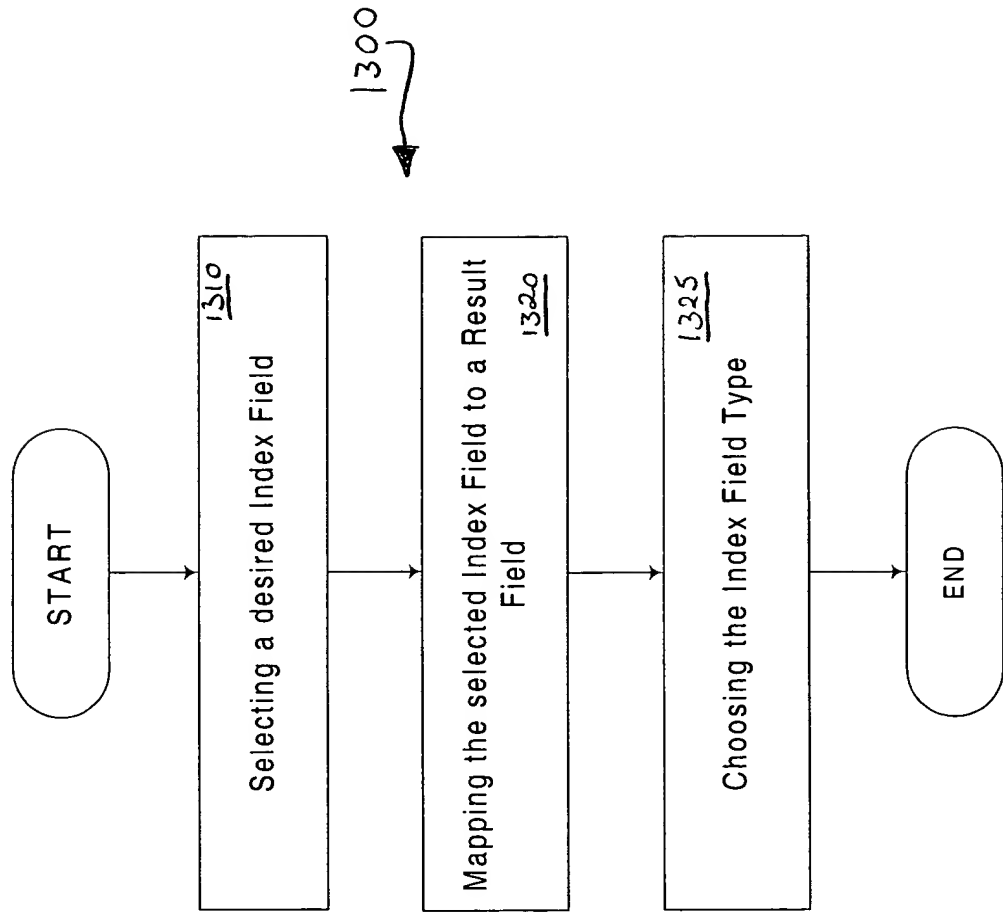 START
1310
Selecting a desired Index Field
Mapping the selected Index Field to a Result
Field
1320
1325
Choosing the Index Field Type
END
1300